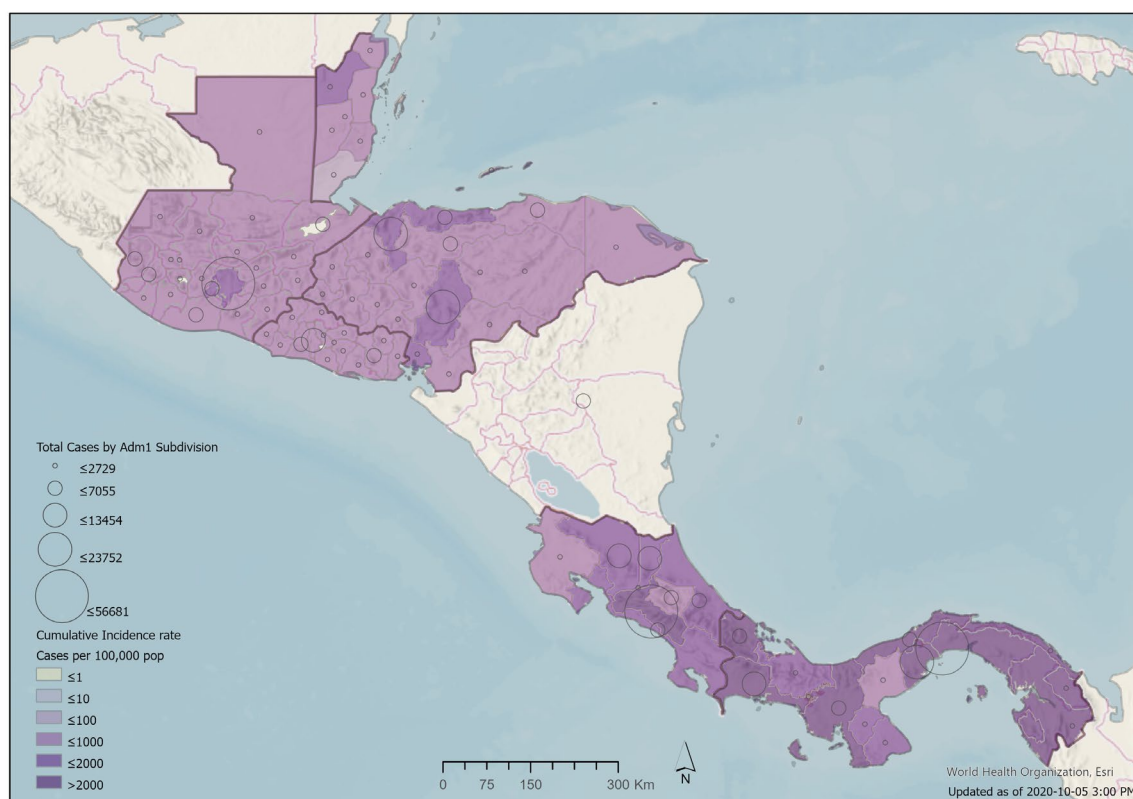 Total Cases by Adm1 Subdivision
≤2729
≤7055
≤13454
≤23752
≤56681
Cumulative Incidence rate
Cases per 100,000 pop
≤1
≤10
≤100
≤1000
≤2000
>2000
0 75 150 300 Km
N
World Health Organization, Esri
Updated as of 2020-10-05 3:00 PM